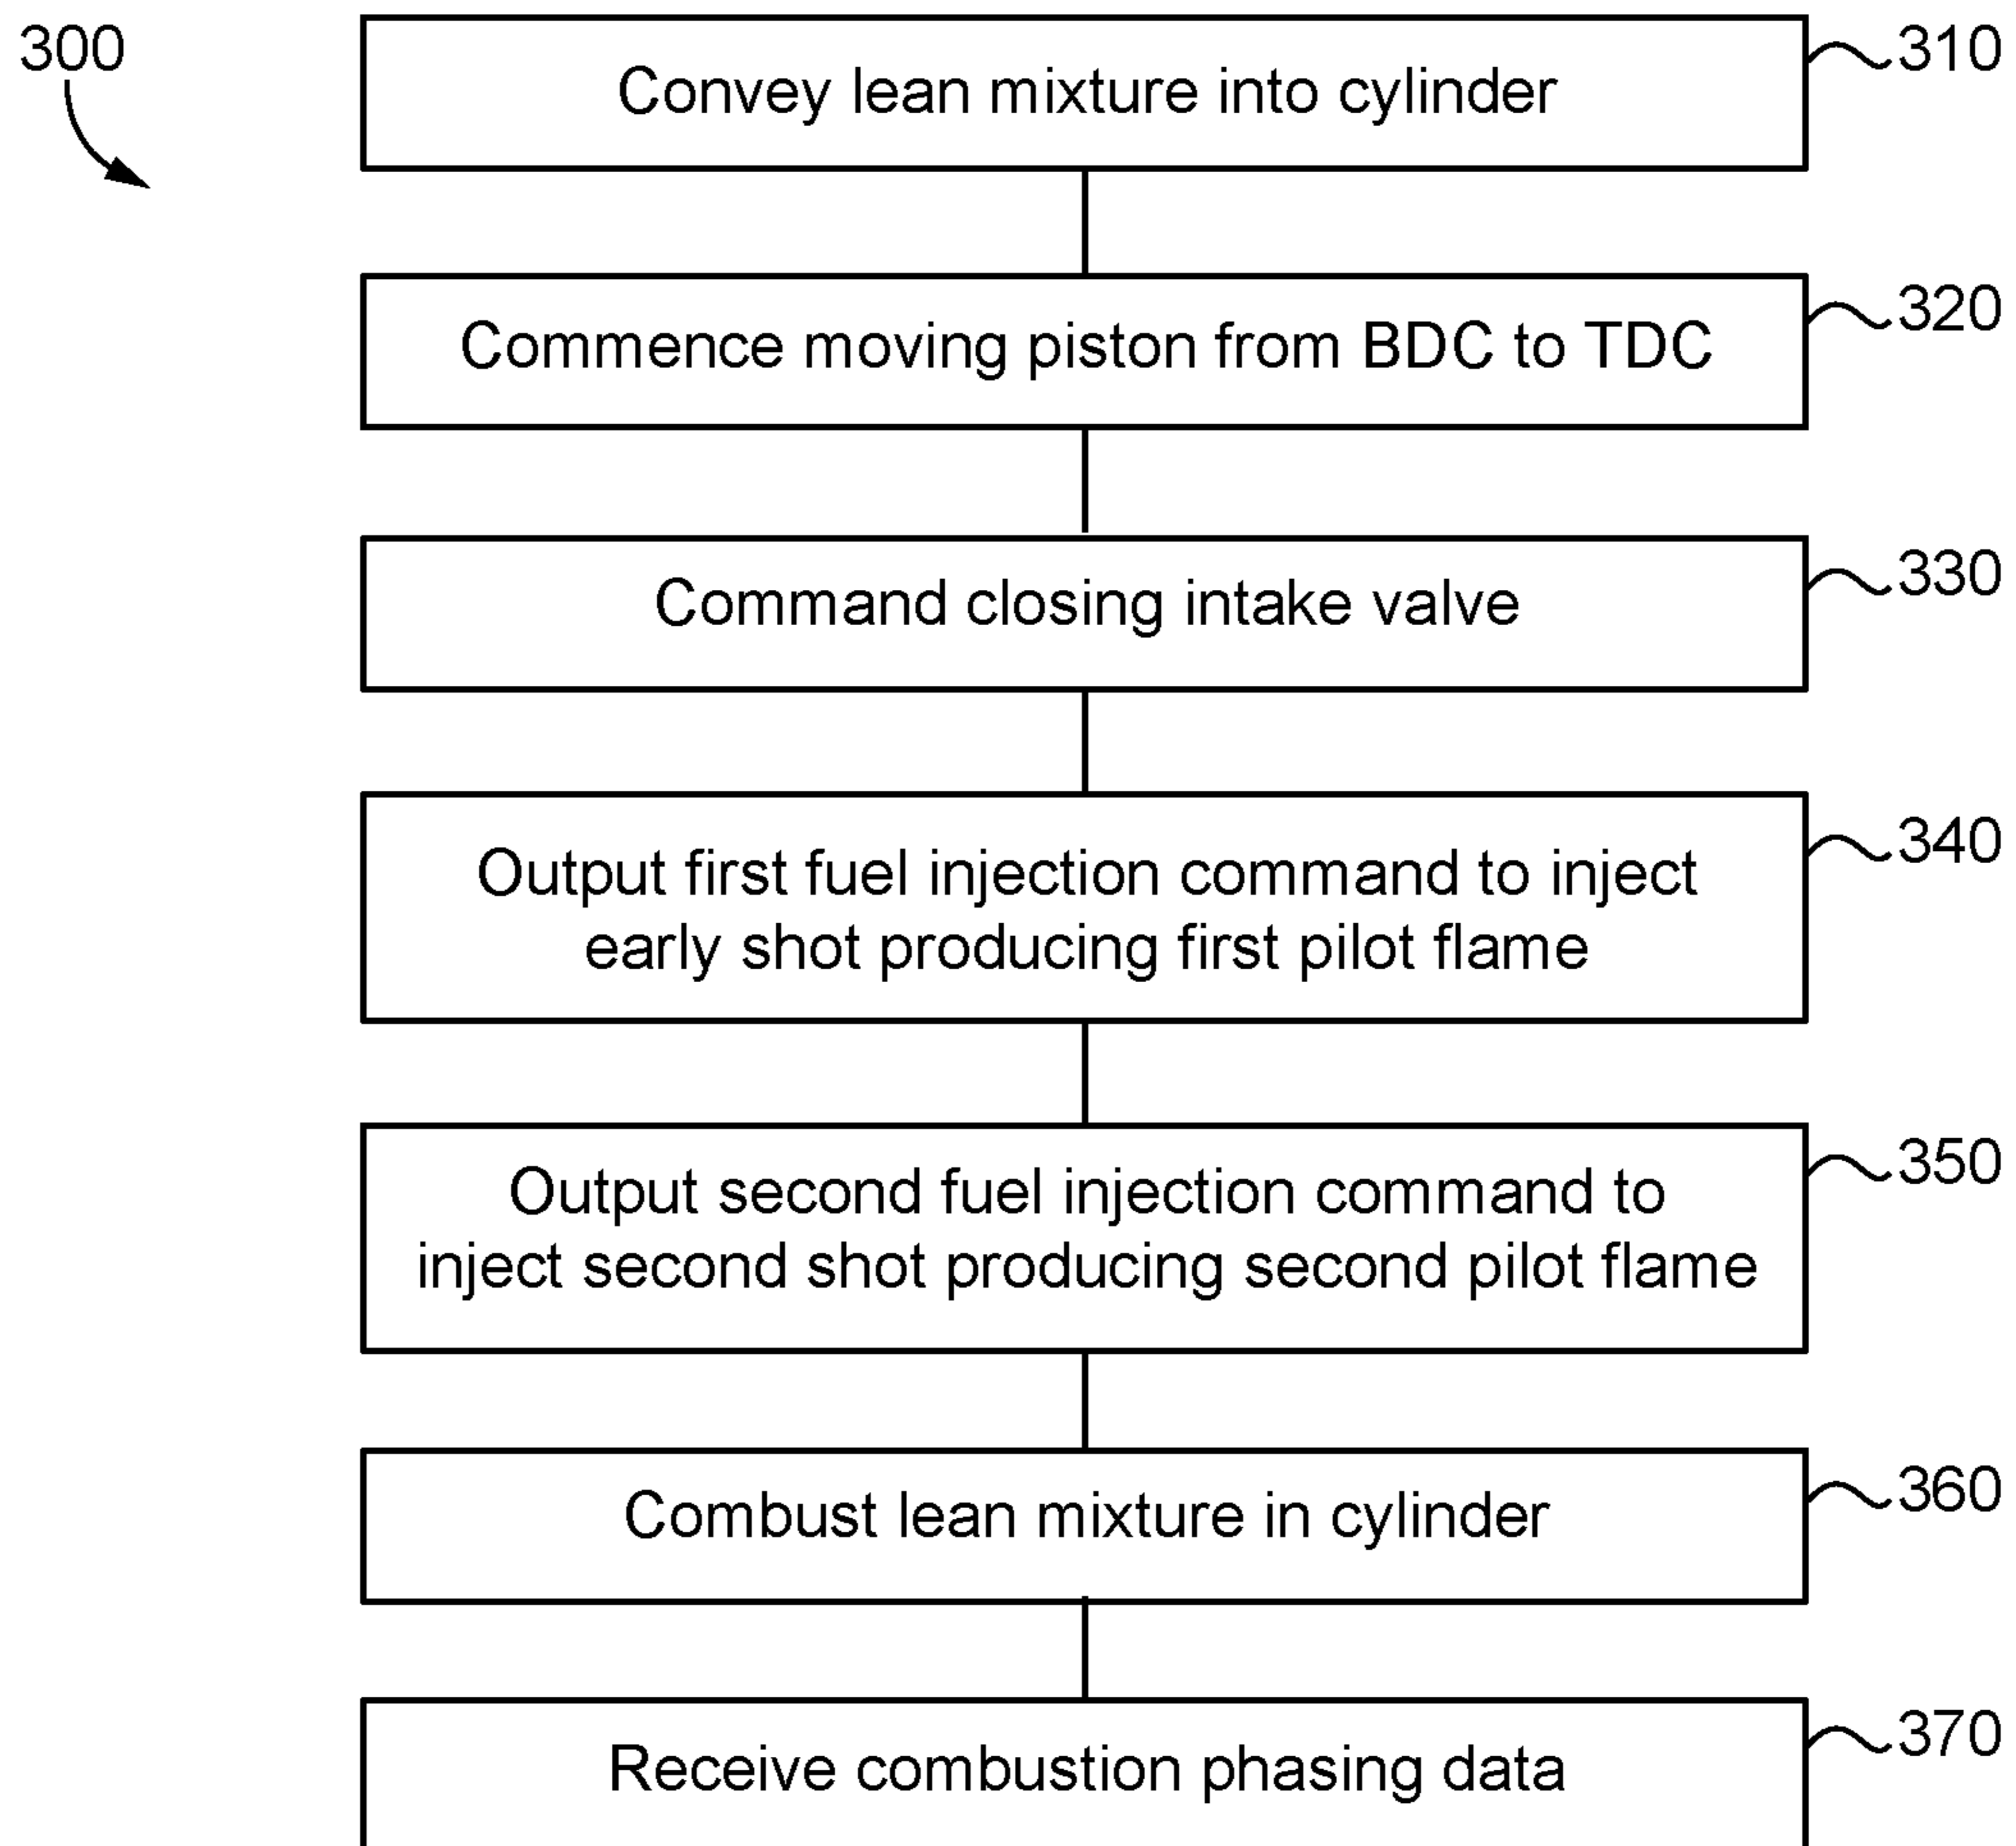 300
Convey lean mixture into cylinder
310
Commence moving piston from BDC to TDC
320
Command closing intake valve
330
Output first fuel injection command to inject
early shot producing first pilot flame
340
Output second fuel injection command to
inject second shot producing second pilot flame
350
Combust lean mixture in cylinder
360
Receive combustion phasing data
370